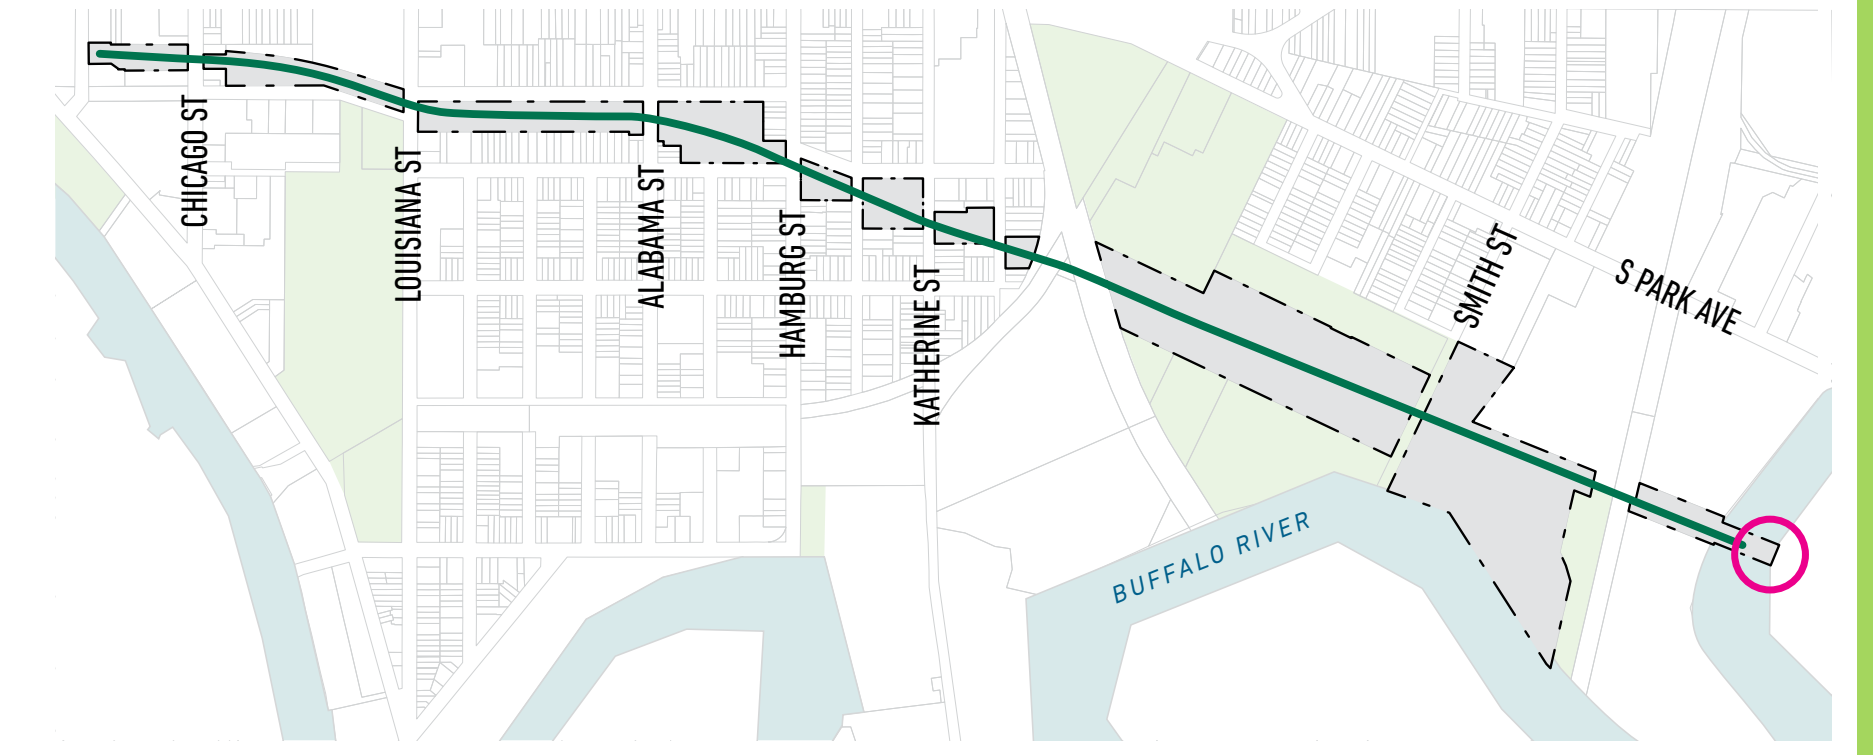 CHICAGO ST
LOUISIANA ST
ALABAMA ST
HAMBURG ST
KATHERINE ST
SMITH ST
S PARK AVE
BUFFALO RIVER